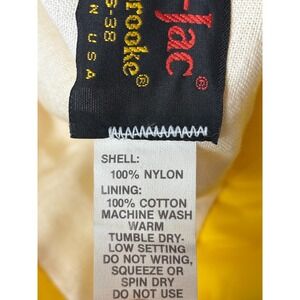 -Jac®
rooke®
S-38
N USA
SHELL:
100% NYLON
LINING:
100% COTTON
MACHINE WASH
WARM
TUMBLE DRY-
LOW SETTING
DO NOT WRING,
SQUEEZE OR
SPIN DRY
DO NOT USE